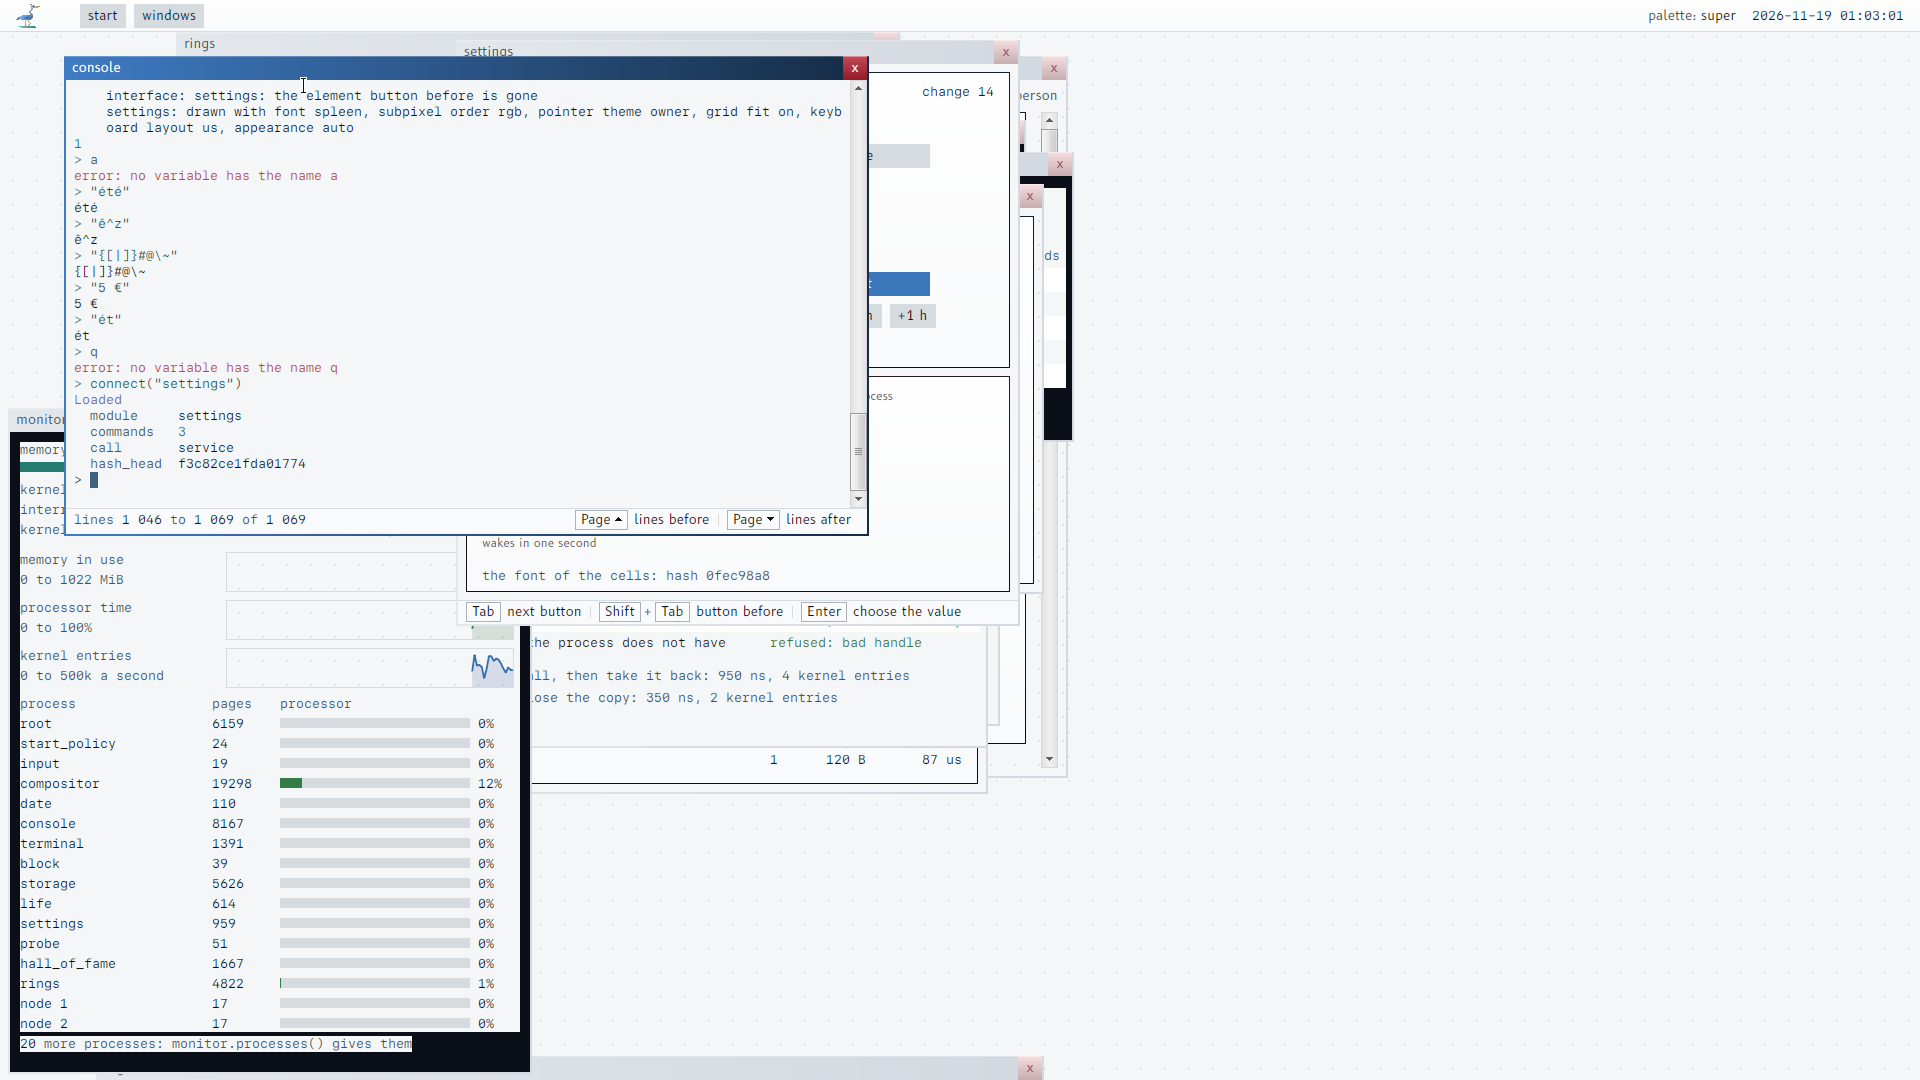 start windows palette: super 2026-11-19 01:03:01
rings
settings x
console x x
interface: settings: the element button before is gone
settings: drawn with font spleen, subpixel order rgb, pointer theme owner, grid fit on, keyb
oard layout us, appearance auto
1
> a
error: no variable has the name a
> "été"
été
> "ê^z"
ê^z
> "{[|]}#@\~"
{[|]}#@\~
> "5 €"
5 €
> "ét"
ét
> q
error: no variable has the name q
> connect("settings")
Loaded
module settings
commands 3
call service
hash_head f3c82ce1fda01774
>
lines 1 046 to 1 069 of 1 069 Page lines before Page lines after
change 14
erson
x
x
ds
+1 h
ocess
wakes in one second
the font of the cells: hash 0fec98a8
Tab next button Shift + Tab button before Enter choose the value
the process does not have refused: bad handle
all, then take it back: 950 ns, 4 kernel entries
ose the copy: 350 ns, 2 kernel entries
1 120 B 87 us
monitor
memory
kernel
inter
kernel
memory in use
0 to 1022 MiB
processor time
0 to 100%
kernel entries
0 to 500k a second
process pages processor
root 6159 0%
start_policy 24 0%
input 19 0%
compositor 19298 12%
date 110 0%
console 8167 0%
terminal 1391 0%
block 39 0%
storage 5626 0%
life 614 0%
settings 959 0%
probe 51 0%
hall_of_fame 1667 0%
rings 4822 1%
node 1 17 0%
node 2 17 0%
20 more processes: monitor.processes() gives them
x